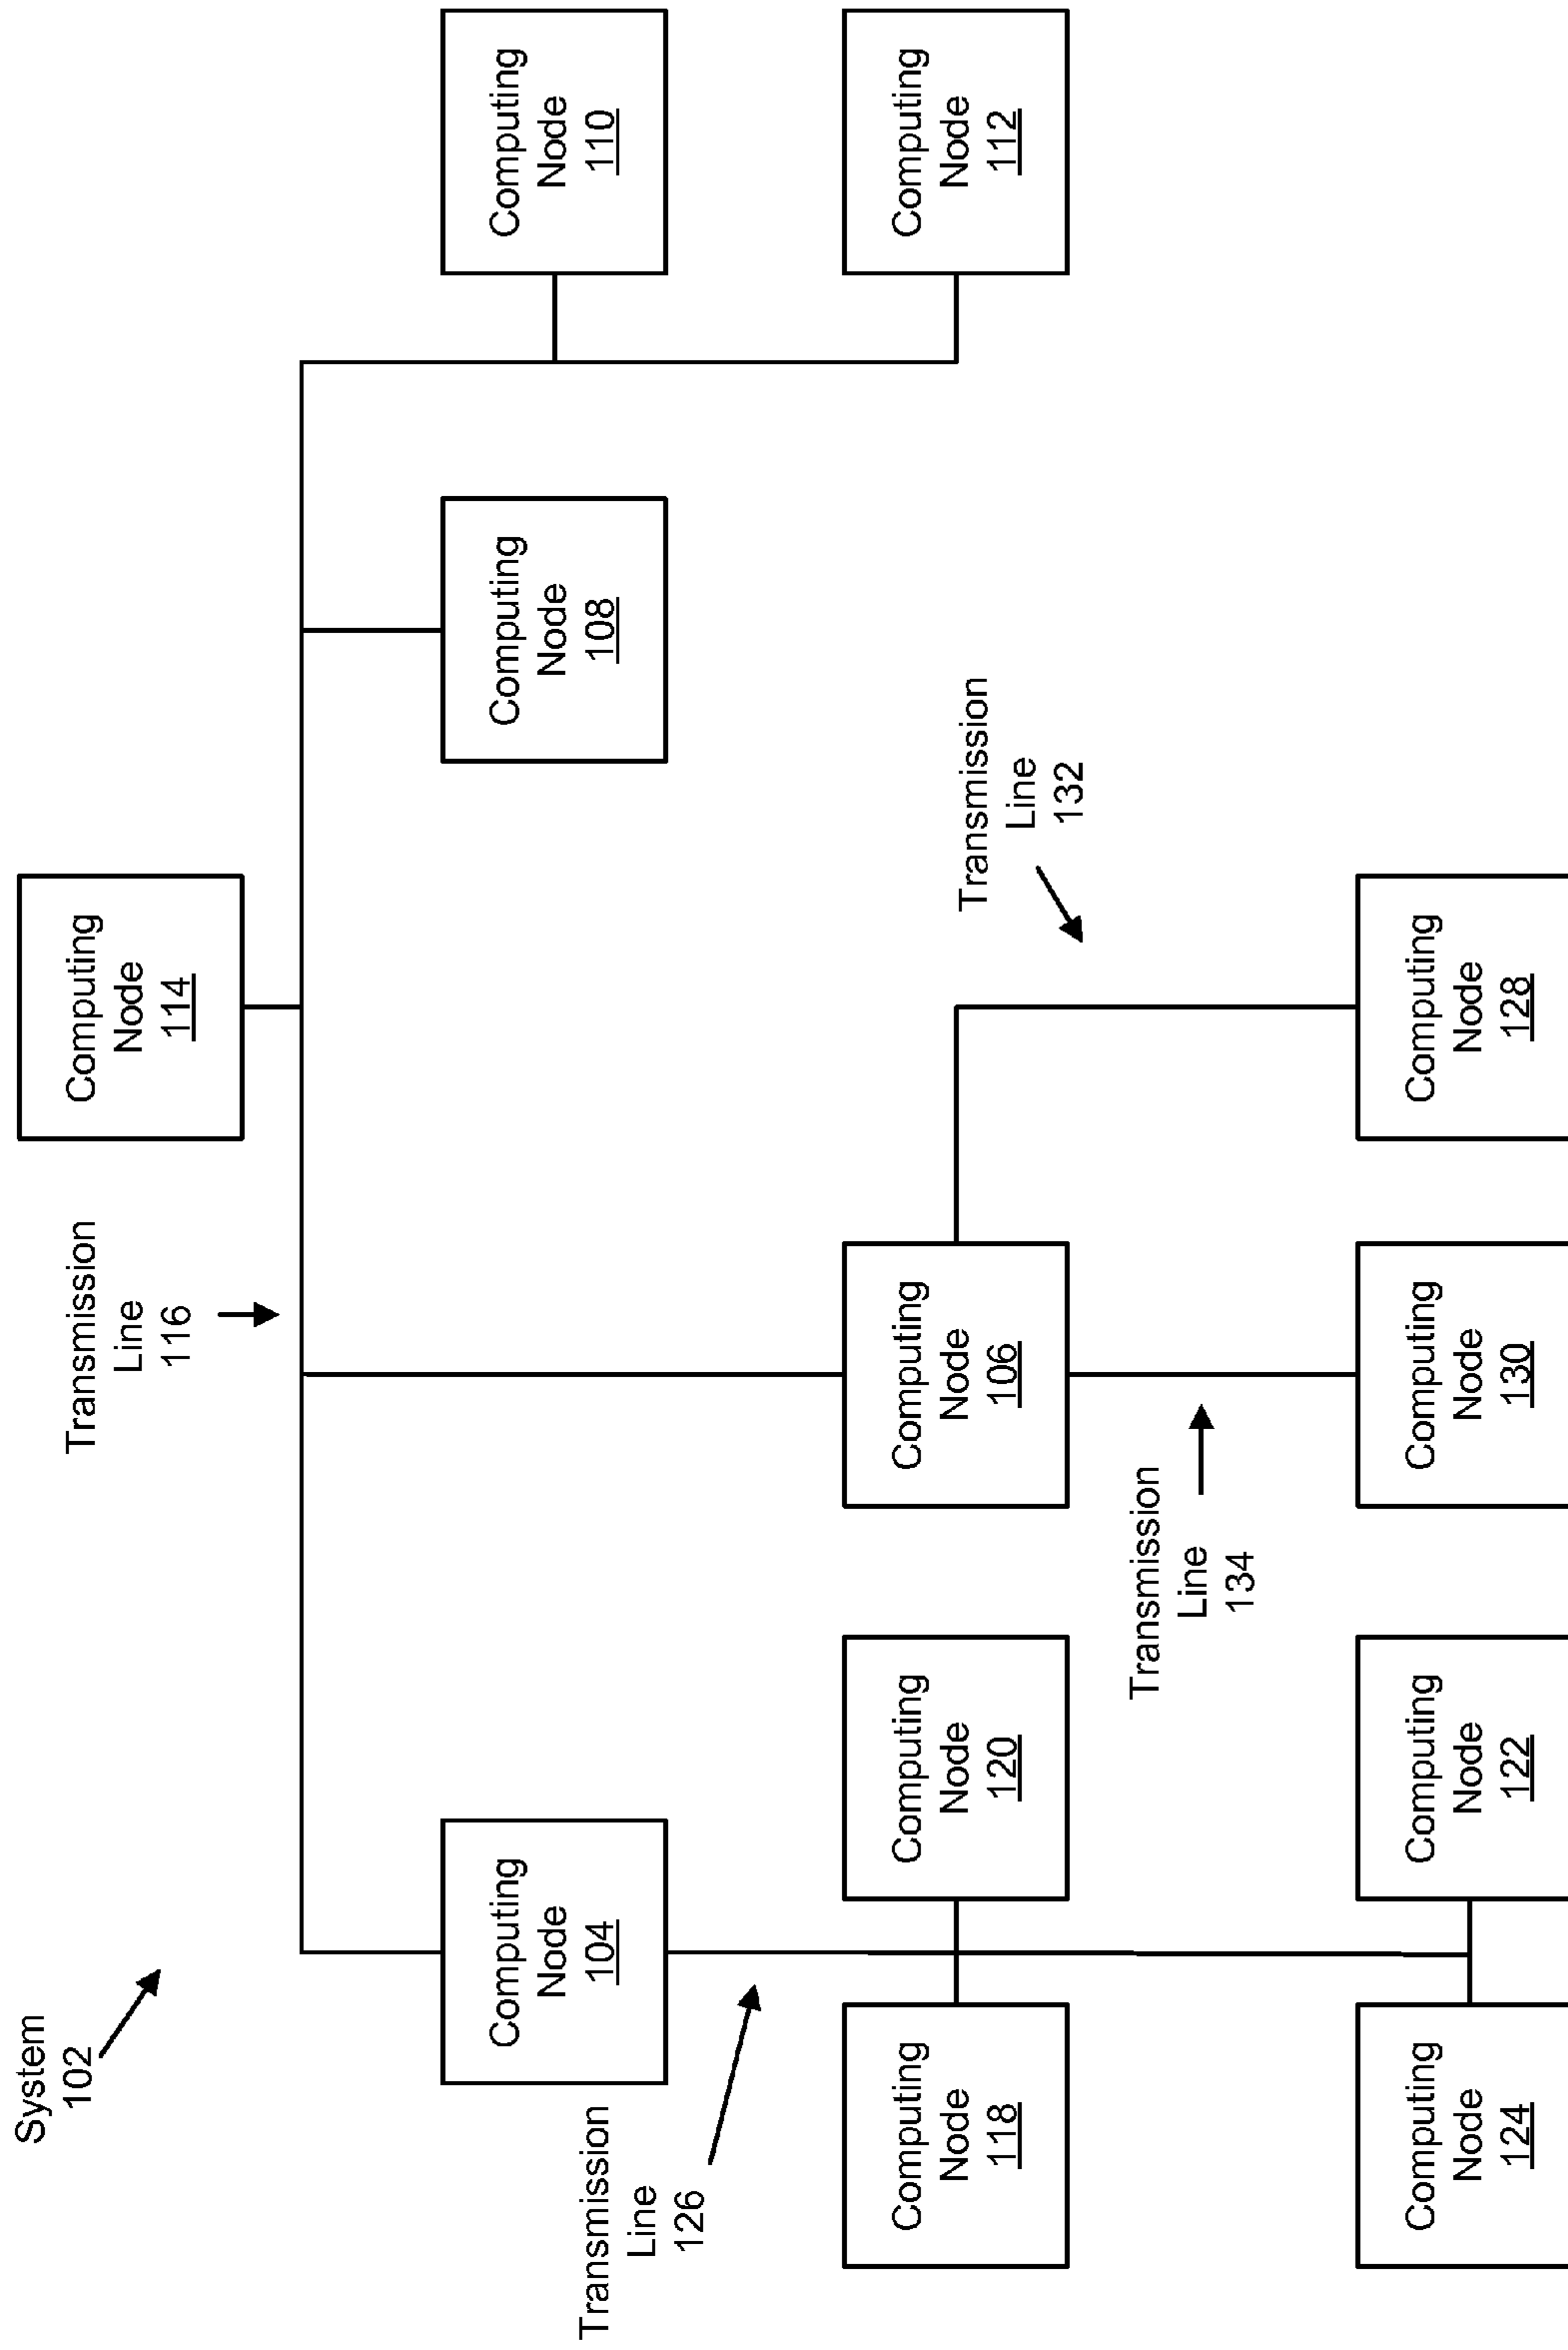 System
102
Transmission
Line
116
Computing
Node
114
Transmission
Line
126
Computing
Node
104
Computing
Node
108
Computing
Node
110
Computing
Node
118
Computing
Node
120
Computing
Node
106
Transmission
Line
132
Computing
Node
112
Transmission
Line
134
Computing
Node
124
Computing
Node
122
Computing
Node
130
Computing
Node
128